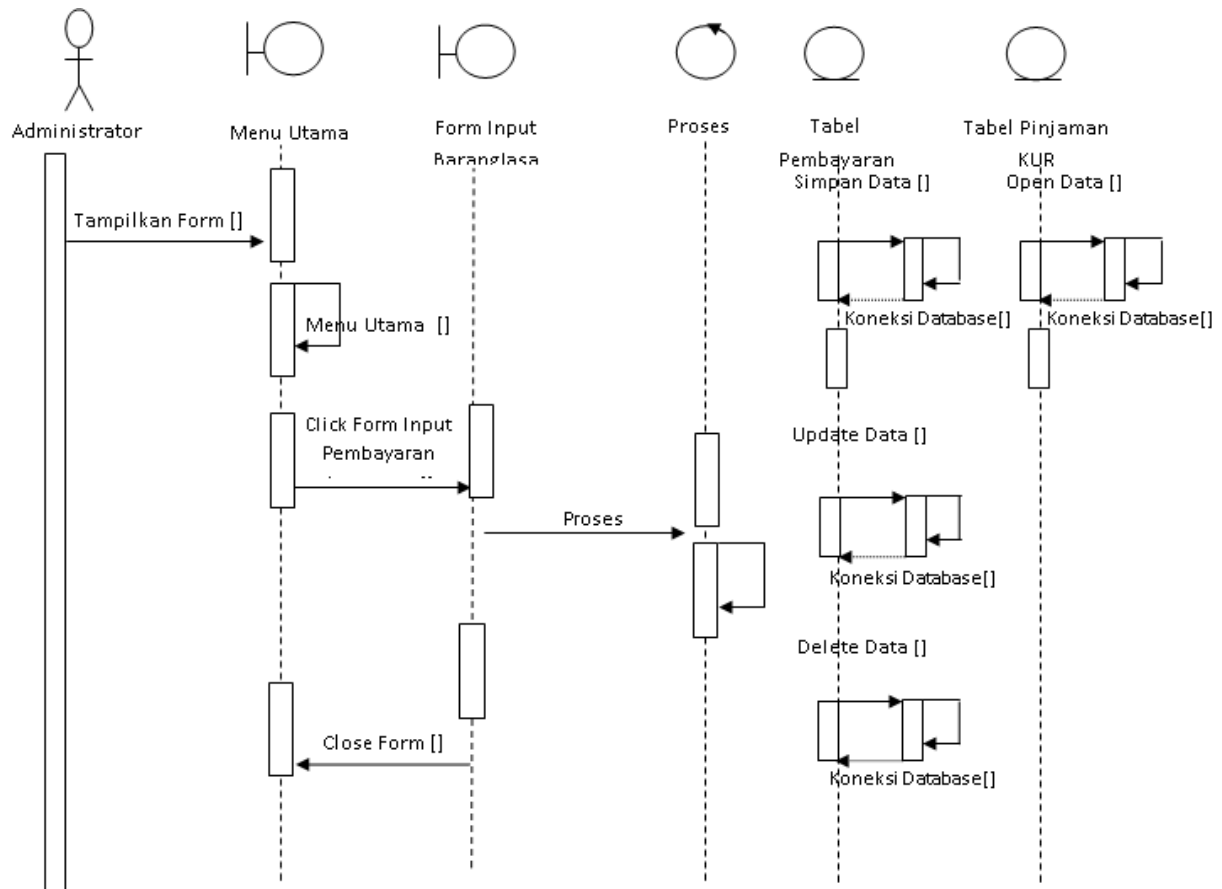 Administrator
Menu Utama
Form Input
Proses
Tabel
Pembayaran
Tabel Pinjaman
KUR
Simpan Data []
Open Data []
Tampilkan Form []
Koneksi Database[]
Koneksi Database[]
Menu Utama []
Click Form Input
Pembayaran
Update Data []
Proses
Koneksi Database[]
Delete Data []
Close Form []
Koneksi Database[]